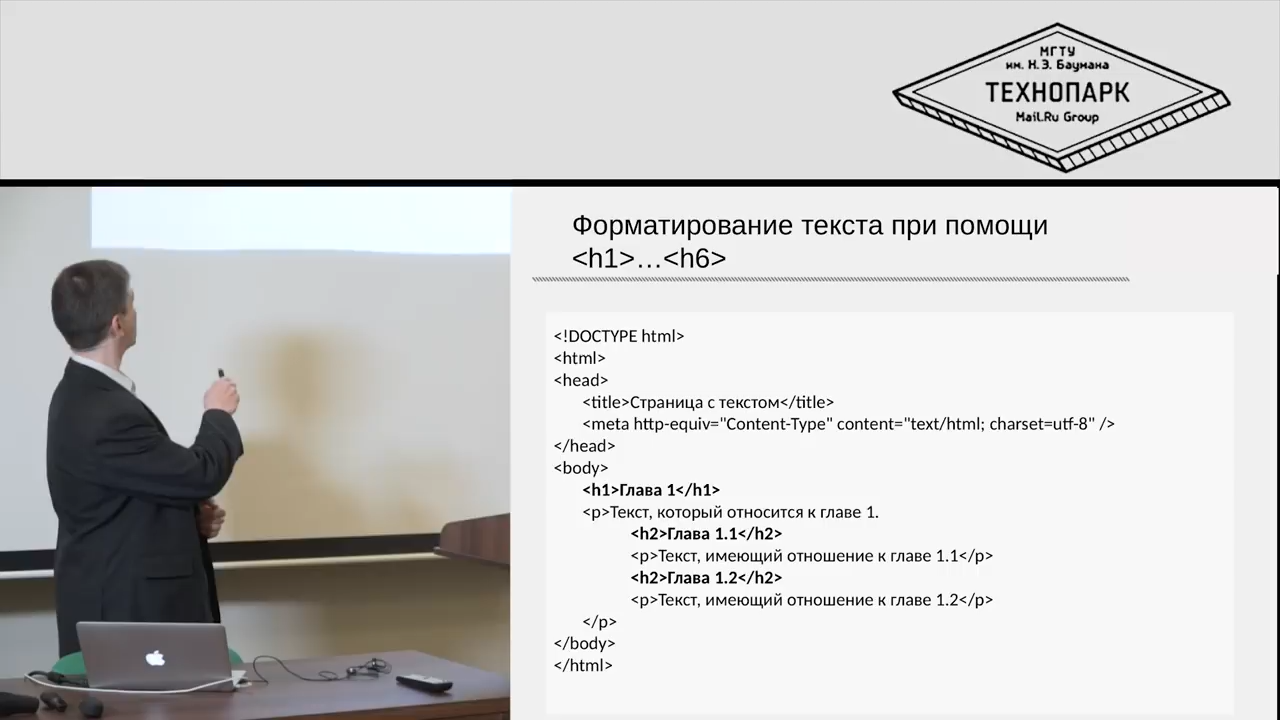 МГТУ
им. Н.Э. Баумана
ТЕХНОПАРК
Mail.Ru Group
Форматирование текста при помощи
<h1>…<h6>
<!DOCTYPE html>
<html>
<head>
<title>Страница с текстом</title>
<meta http-equiv="Content-Type" content="text/html; charset=utf-8" />
</head>
<body>
<h1>Глава 1</h1>
<p>Текст, который относится к главе 1.
<h2>Глава 1.1</h2>
<p>Текст, имеющий отношение к главе 1.1</p>
<h2>Глава 1.2</h2>
<p>Текст, имеющий отношение к главе 1.2</p>
</p>
</body>
</html>